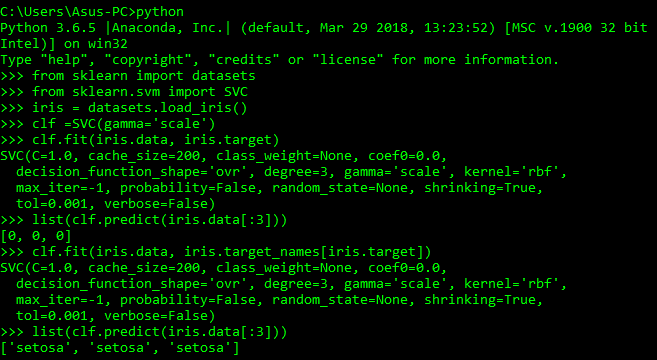 C:\Users\Asus-PC>python
Python 3.6.5 |Anaconda, Inc.| (default, Mar 29 2018, 13:23:52) [MSC v.1900 32 bit
Intel)] on win32
Type "help", "copyright", "credits" or "license" for more information.
>>> from sklearn import datasets
>>> from sklearn.svm import SVC
>>> iris = datasets.load_iris()
>>> clf =SVC(gamma='scale')
>>> clf.fit(iris.data, iris.target)
SVC(C=1.0, cache_size=200, class_weight=None, coef0=0.0,
  decision_function_shape='ovr', degree=3, gamma='scale', kernel='rbf',
  max_iter=-1, probability=False, random_state=None, shrinking=True,
  tol=0.001, verbose=False)
>>> list(clf.predict(iris.data[:3]))
[0, 0, 0]
>>> clf.fit(iris.data, iris.target_names[iris.target])
SVC(C=1.0, cache_size=200, class_weight=None, coef0=0.0,
  decision_function_shape='ovr', degree=3, gamma='scale', kernel='rbf',
  max_iter=-1, probability=False, random_state=None, shrinking=True,
  tol=0.001, verbose=False)
>>> list(clf.predict(iris.data[:3]))
['setosa', 'setosa', 'setosa']